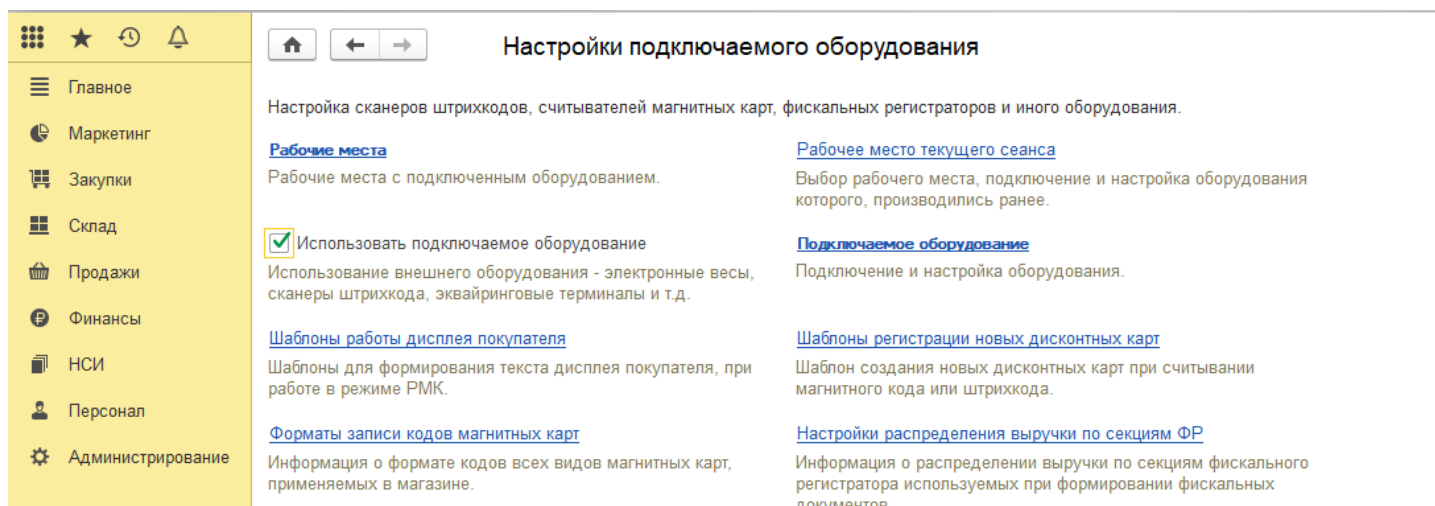 Настройки подключаемого оборудования
Главное
Маркетинг
Закупки
Склад
Продажи
Финансы
НСИ
Персонал
Администрирование
Настройка сканеров штрихкодов, считывателей магнитных карт, фискальных регистраторов и иного оборудования.
Рабочие места
Рабочие места с подключенным оборудованием.
Рабочее место текущего сеанса
Выбор рабочего места, подключение и настройка оборудования
которого, производились ранее.
Использовать подключаемое оборудование
Использование внешнего оборудования - электронные весы,
сканеры штрихкода, эквайринговые терминалы и т.д.
Подключаемое оборудование
Подключение и настройка оборудования.
Шаблоны работы дисплея покупателя
Шаблоны для формирования текста дисплея покупателя, при
работе в режиме РМК.
Шаблоны регистрации новых дисконтных карт
Шаблон создания новых дисконтных карт при считывании
магнитного кода или штрихкода.
Форматы записи кодов магнитных карт
Информация о формате кодов всех видов магнитных карт,
применяемых в магазине.
Настройки распределения выручки по секциям ФР
Информация о распределении выручки по секциям фискального
регистратора используемых при формировании фискальных
документов.